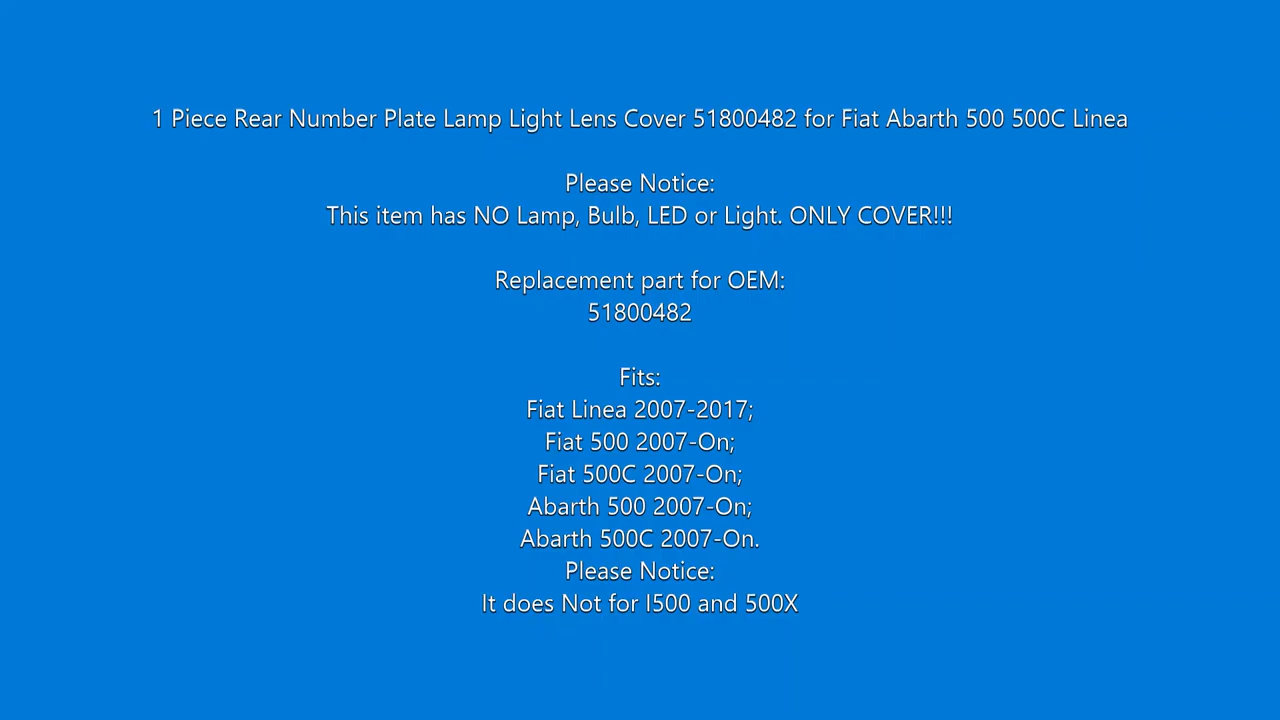 1 Piece Rear Number Plate Lamp Light Lens Cover 51800482 for Fiat Abarth 500 500C Linea
Please Notice:
This item has NO Lamp, Bulb, LED or Light. ONLY COVER!!!
Replacement part for OEM:
51800482
Fits:
Fiat Linea 2007-2017;
Fiat 500 2007-On;
Fiat 500C 2007-On;
Abarth 500 2007-On;
Abarth 500C 2007-On.
Please Notice:
It does Not for I500 and 500X